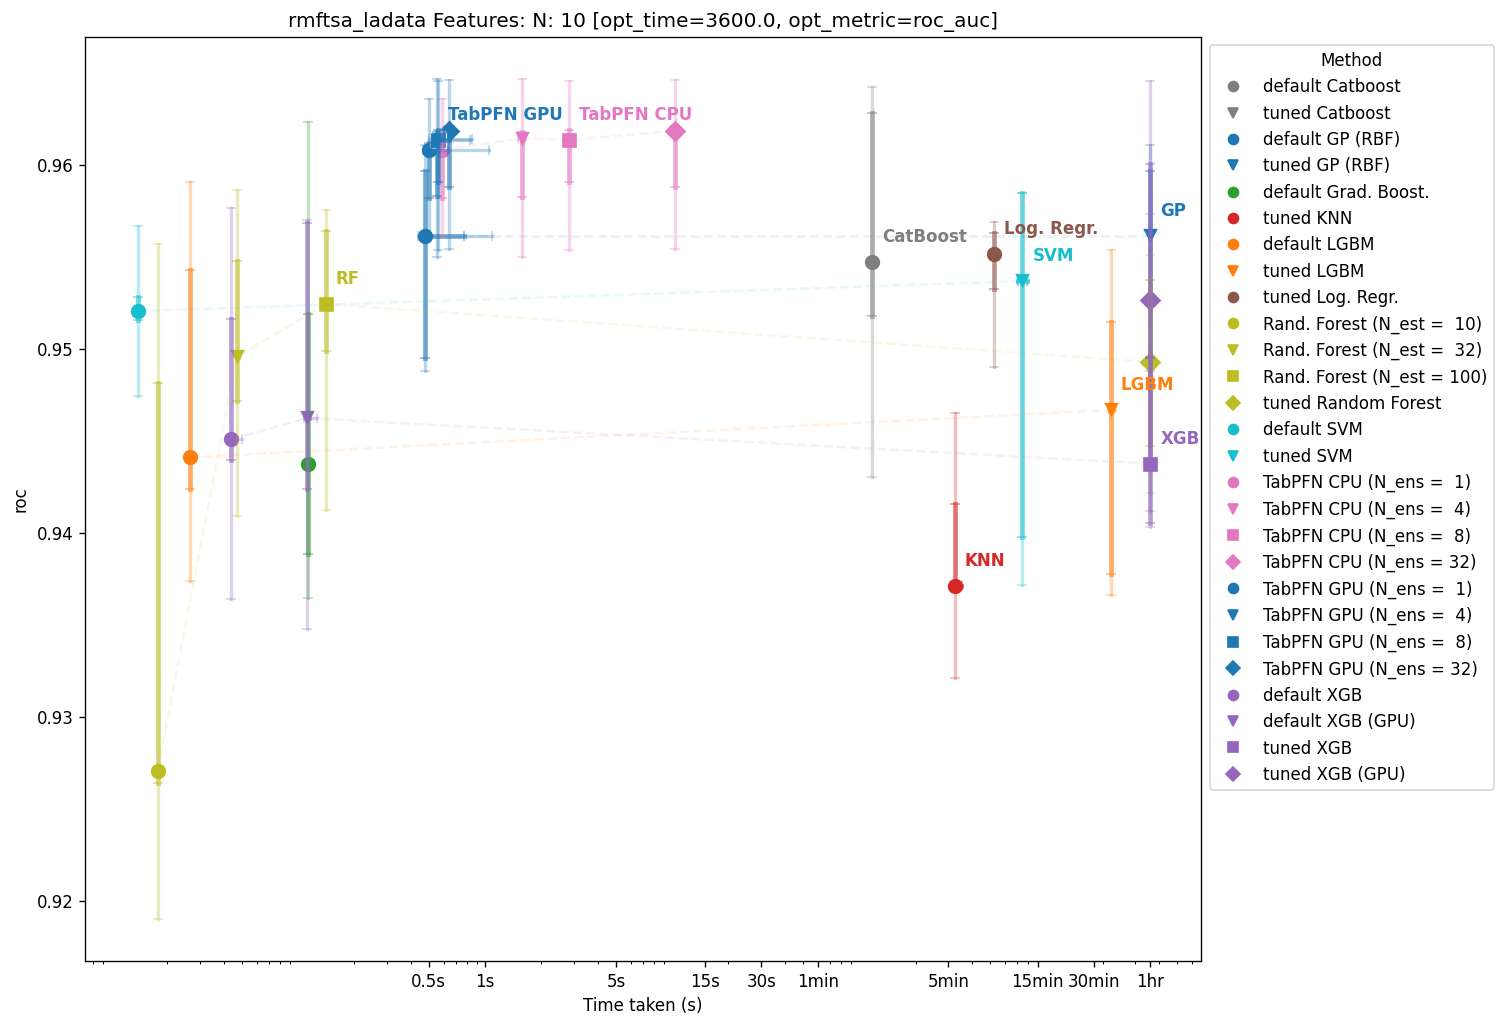 rmftsa_ladata Features: N: 10 [opt_time=3600.0, opt_metric=roc_auc]
roc
0.96
0.95
0.94
0.93
0.92
TabPFN GPU
TabPFN CPU
GP
Log. Regr.
CatBoost
SVM
RF
LGBM
XGB
KNN
0.5s 1s 5s 15s 30s 1min 5min 15min 30min 1hr
Time taken (s)
Method
default Catboost
tuned Catboost
default GP (RBF)
tuned GP (RBF)
default Grad. Boost.
tuned KNN
default LGBM
tuned LGBM
tuned Log. Regr.
Rand. Forest (N_est =  10)
Rand. Forest (N_est =  32)
Rand. Forest (N_est = 100)
tuned Random Forest
default SVM
tuned SVM
TabPFN CPU (N_ens =  1)
TabPFN CPU (N_ens =  4)
TabPFN CPU (N_ens =  8)
TabPFN CPU (N_ens = 32)
TabPFN GPU (N_ens =  1)
TabPFN GPU (N_ens =  4)
TabPFN GPU (N_ens =  8)
TabPFN GPU (N_ens = 32)
default XGB
default XGB (GPU)
tuned XGB
tuned XGB (GPU)